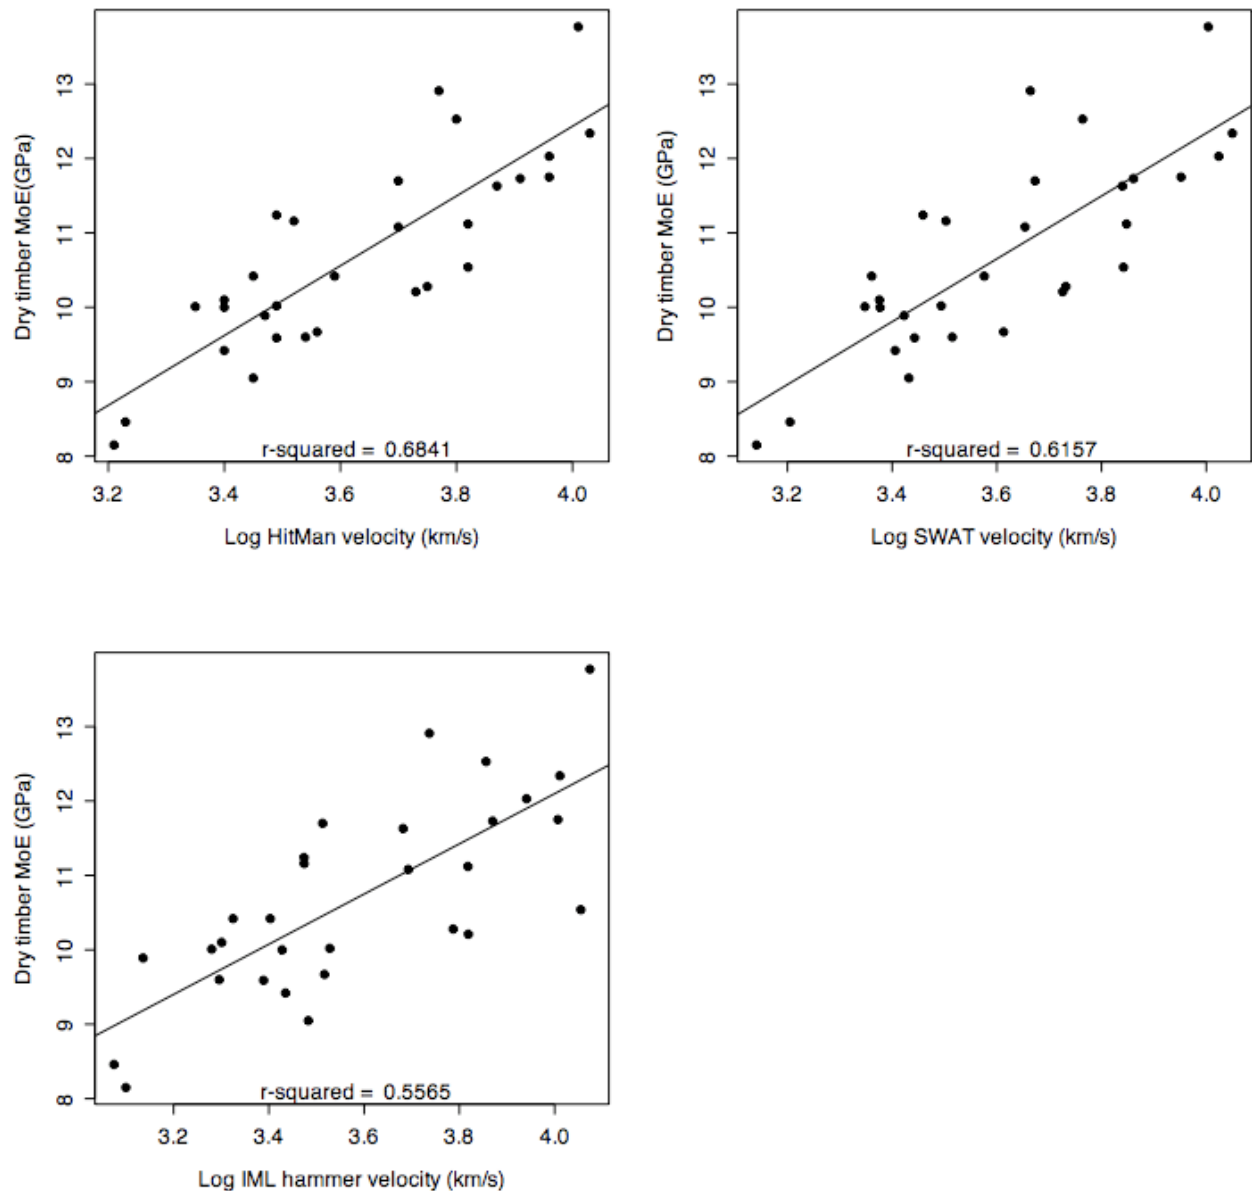 13
12
11
10
9
8
Dry timber MoE(GPa)
r-squared = 0.6841
3.2 3.4 3.6 3.8 4.0
Log HitMan velocity (km/s)
13
12
11
10
9
8
Dry timber MoE (GPa)
r-squared = 0.6157
3.2 3.4 3.6 3.8 4.0
Log SWAT velocity (km/s)
13
12
11
10
9
8
Dry timber MoE (GPa)
r-squared = 0.5565
3.2 3.4 3.6 3.8 4.0
Log IML hammer velocity (km/s)